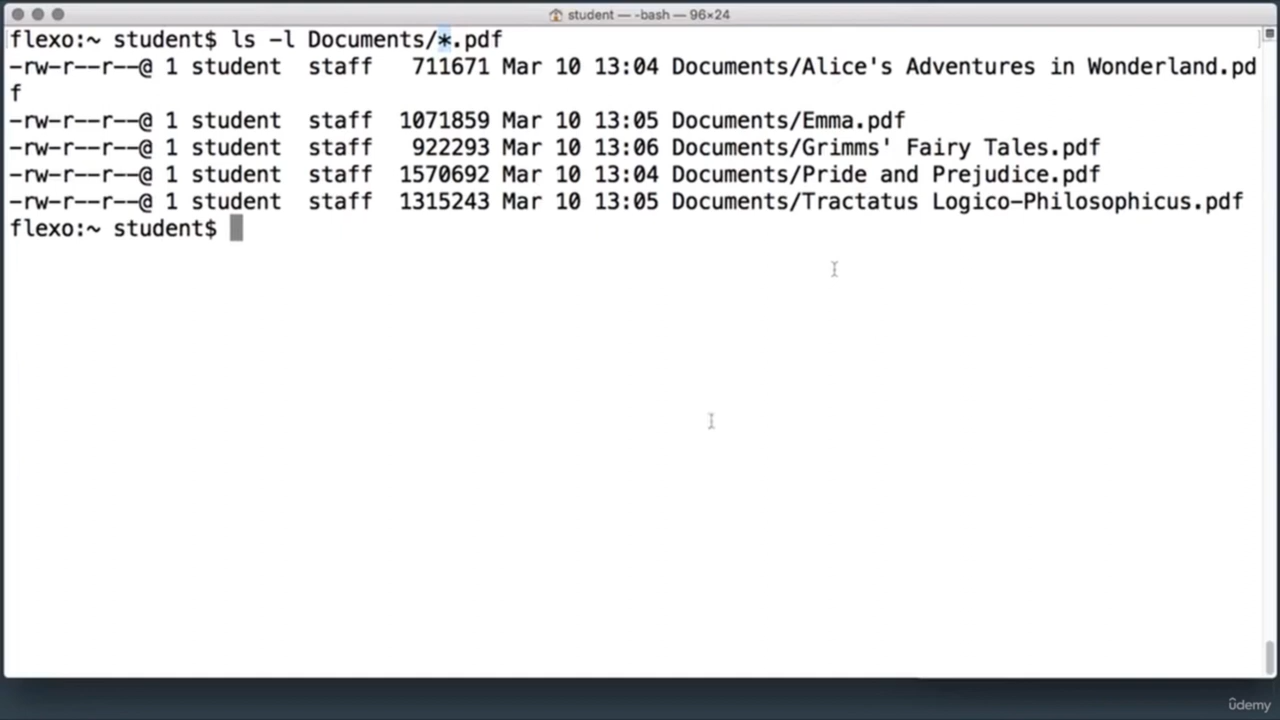 student — -bash — 96×24
flexo:~ student$ ls -l Documents/*.pdf
-rw-r--r--@ 1 student  staff   711671 Mar 10 13:04 Documents/Alice's Adventures in Wonderland.pd
f
-rw-r--r--@ 1 student  staff  1071859 Mar 10 13:05 Documents/Emma.pdf
-rw-r--r--@ 1 student  staff   922293 Mar 10 13:06 Documents/Grimms' Fairy Tales.pdf
-rw-r--r--@ 1 student  staff  1570692 Mar 10 13:04 Documents/Pride and Prejudice.pdf
-rw-r--r--@ 1 student  staff  1315243 Mar 10 13:05 Documents/Tractatus Logico-Philosophicus.pdf
flexo:~ student$
ûdemy